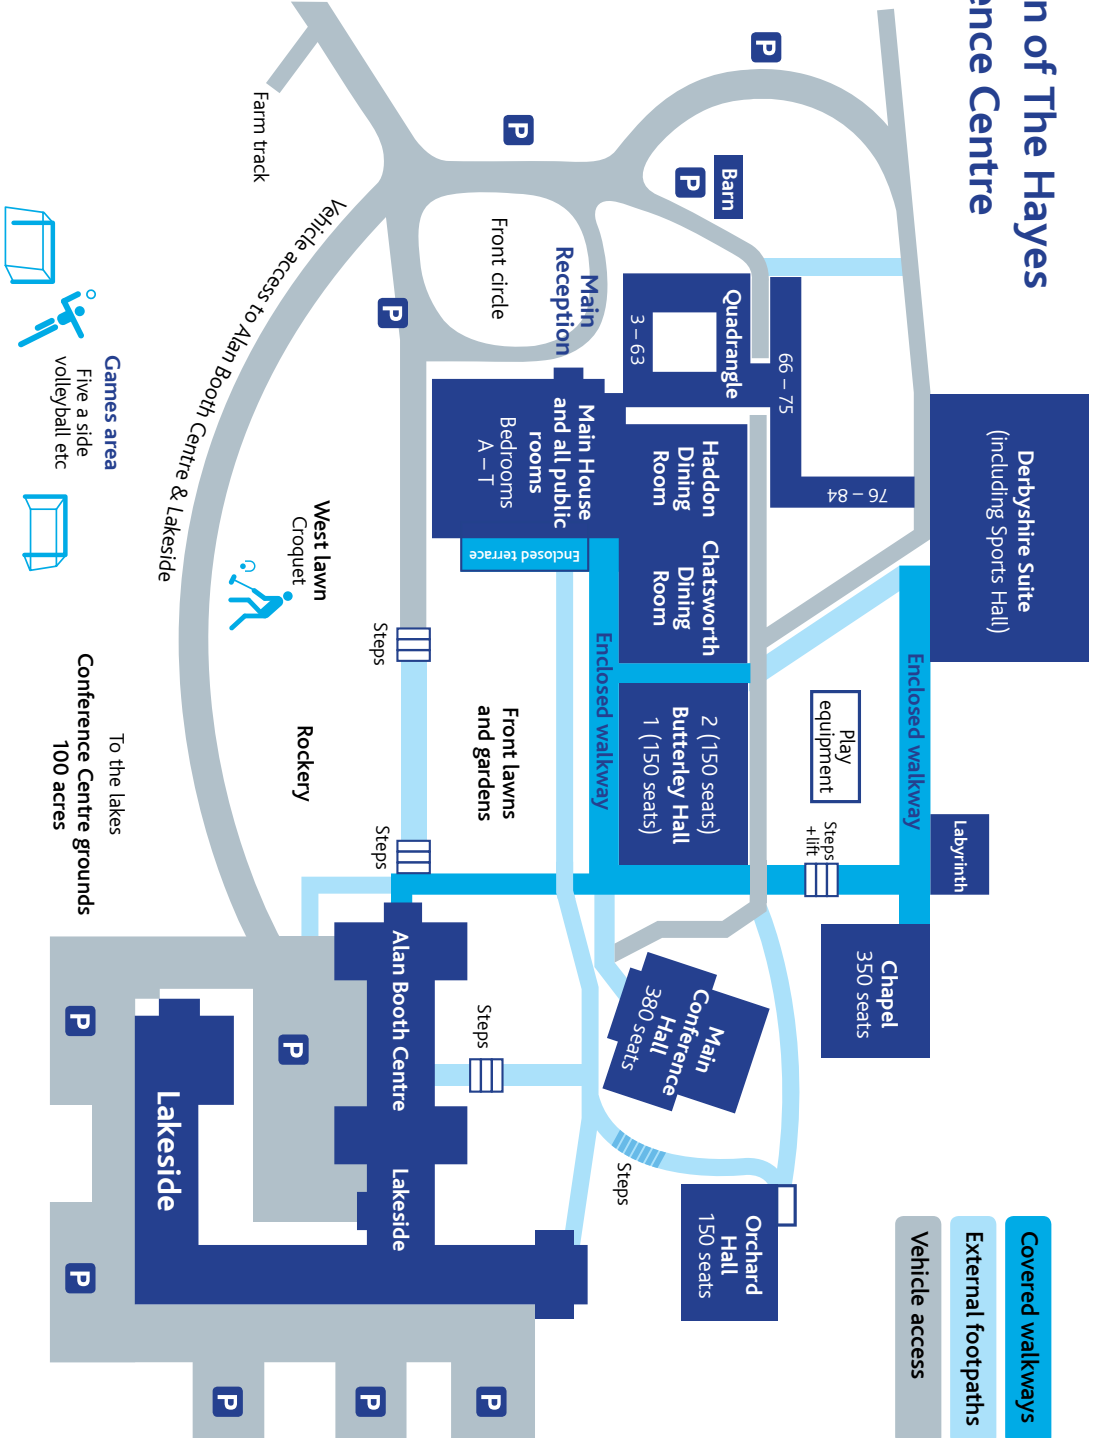 n of The Hayes
ence Centre
P
P
P
Barn
Farm track
Vehicle access to Alan Booth Centre & Lakeside
Front circle
P
Main
Reception
Quadrangle
3 – 63
66 – 75
76 – 84
Derbyshire Suite
(including Sports Hall)
Main House
and all public
rooms
Bedrooms
A – T
Haddon
Dining
Room
Chatsworth
Dining
Room
Enclosed terrace
Enclosed walkway
Enclosed walkway
Games area
Five a side
volleyball etc
West lawn
Croquet
Steps
Rockery
Front lawns
and gardens
2 (150 seats)
Butterley Hall
1 (150 seats)
Play
equipment
Steps
+lift
Steps
Labyrinth
To the lakes
Conference Centre grounds
100 acres
Chapel
350 seats
Main
Conference
Hall
380 seats
Alan Booth Centre
Steps
P
P
Lakeside
Lakeside
Steps
Orchard
Hall
150 seats
P
P
P
P
Covered walkways
External footpaths
Vehicle access